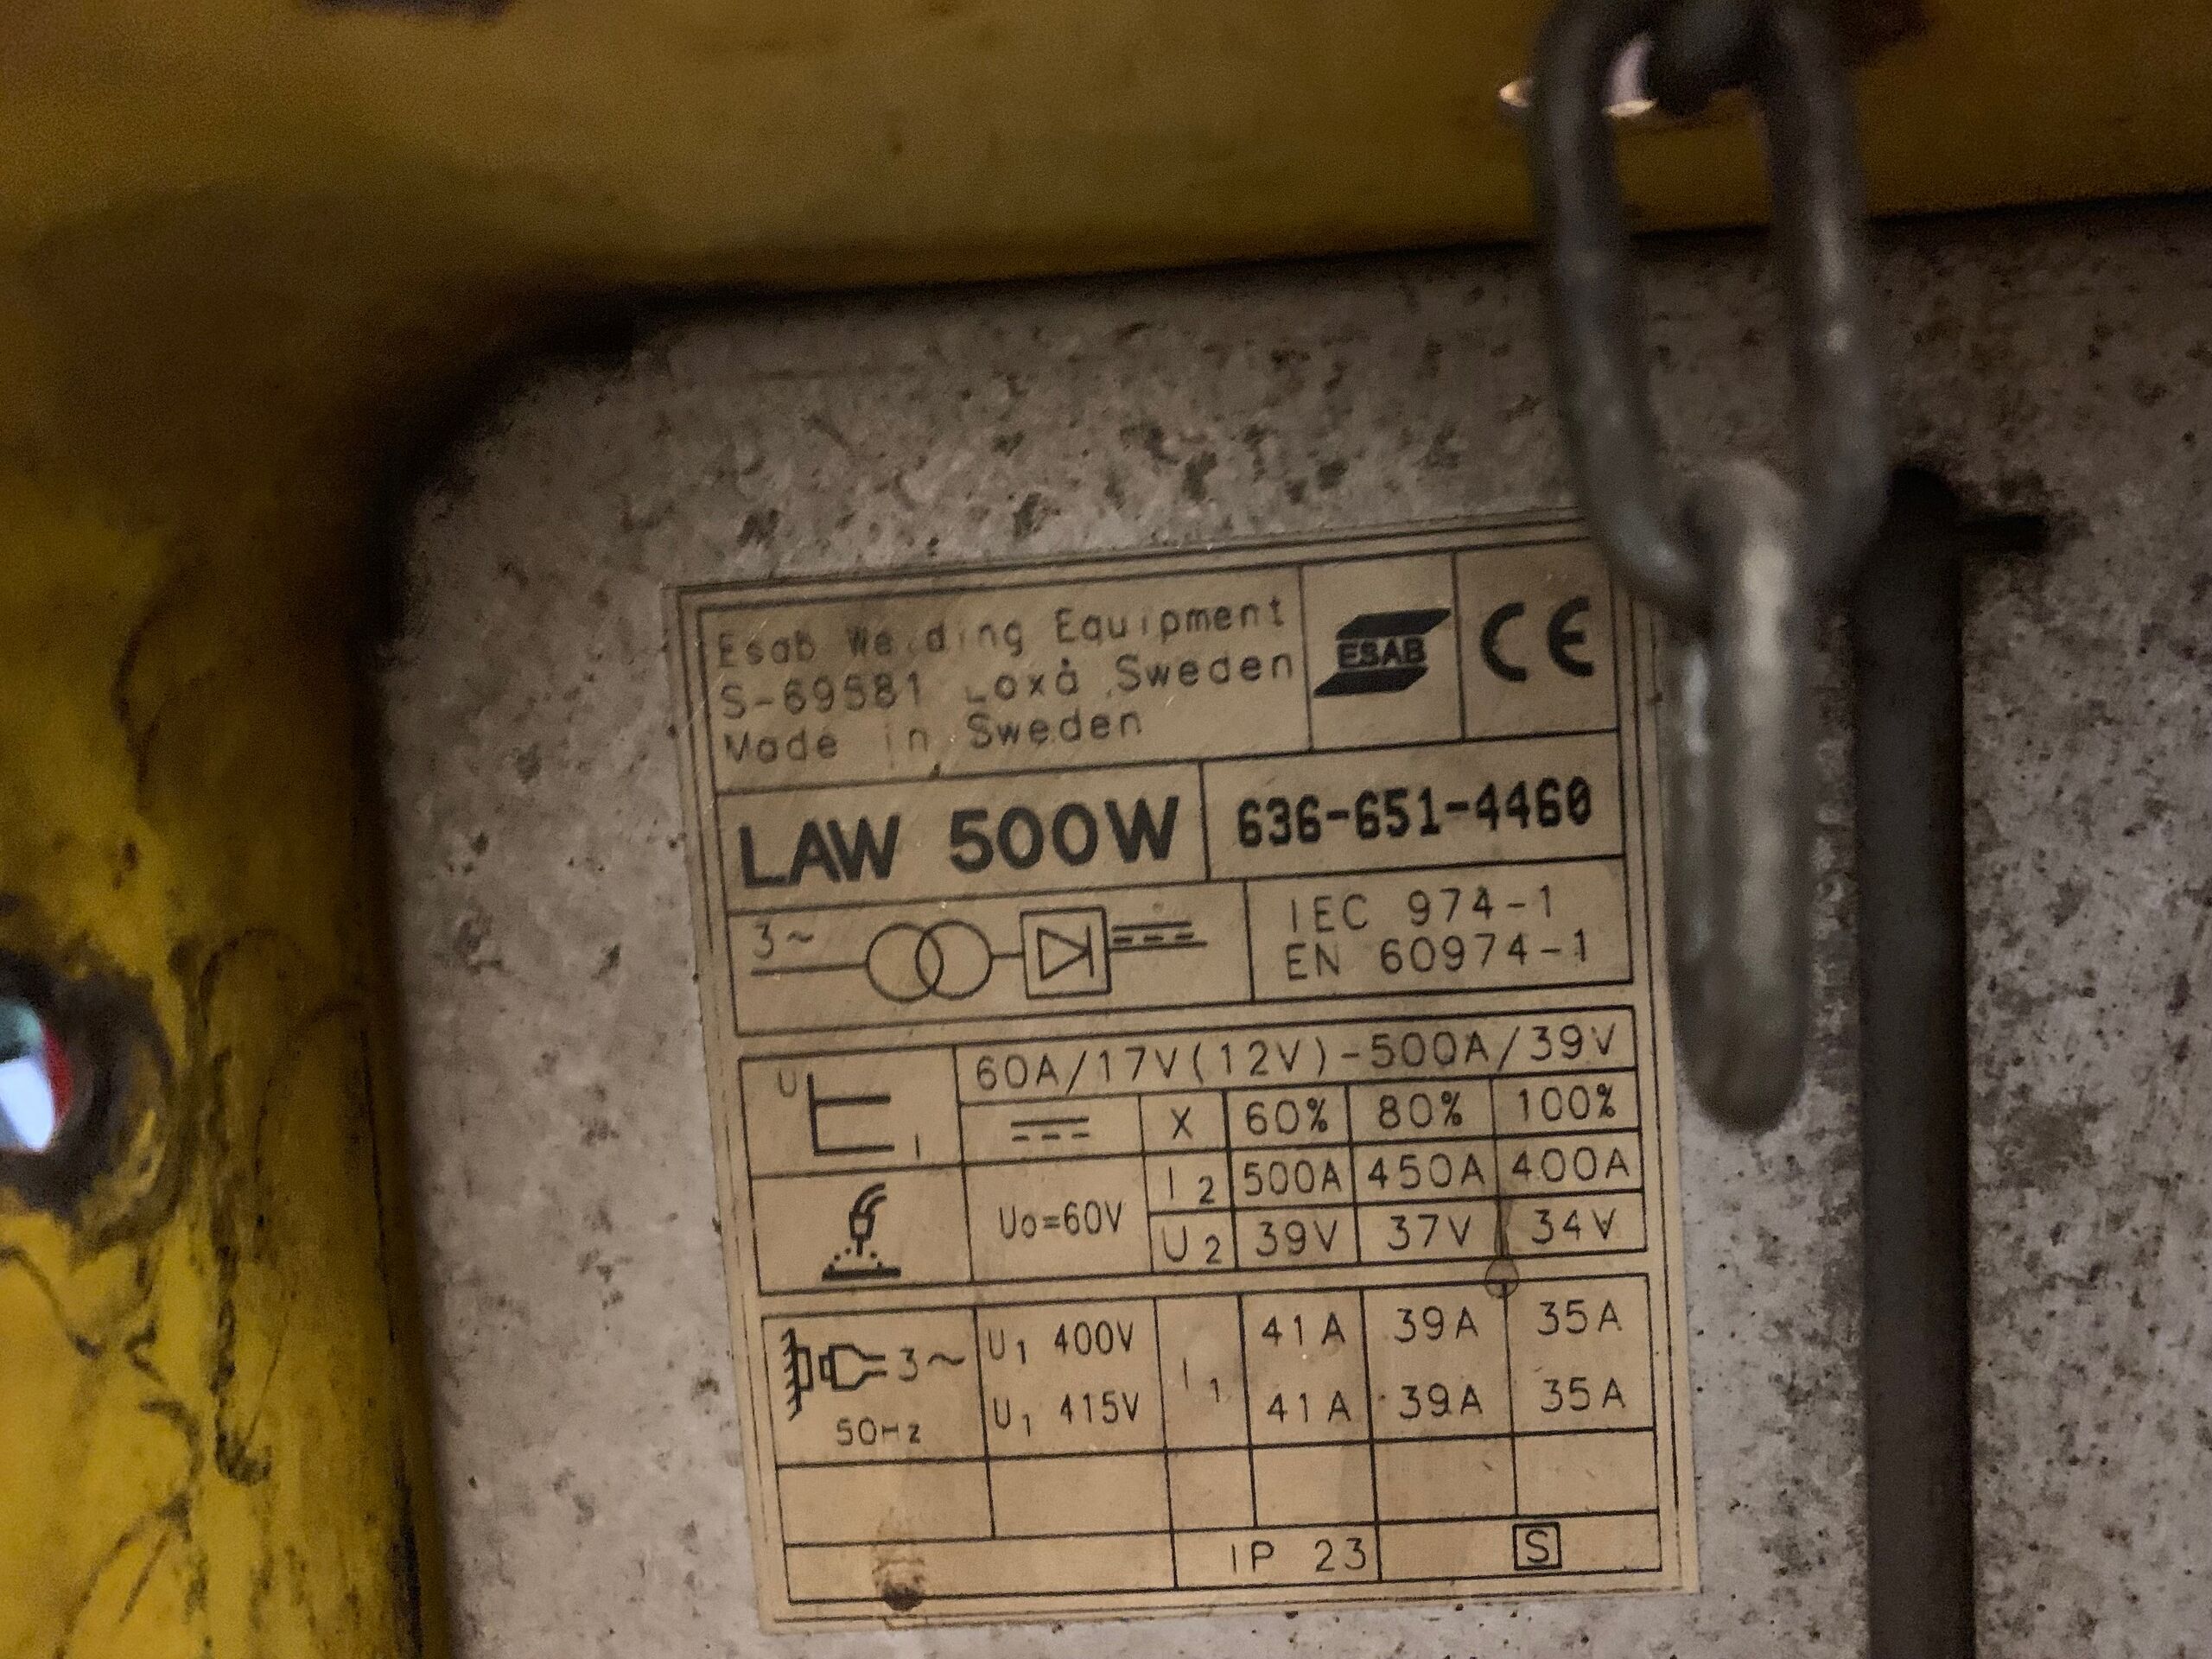 Esab Welding Equipment
S-69581 Laxå Sweden
Made in Sweden
ESAB
CE
LAW 500W
636-651-4460
3~
IEC 974-1
EN 60974-1
U
I
60A/17V(12V)-500A/39V
X 60% 80% 100%
U0=60V
I2 500A 450A 400A
U2 39V 37V 34V
3~
50Hz
U1 400V
U1 415V
I1
41A 39A 35A
41A 39A 35A
IP 23
S